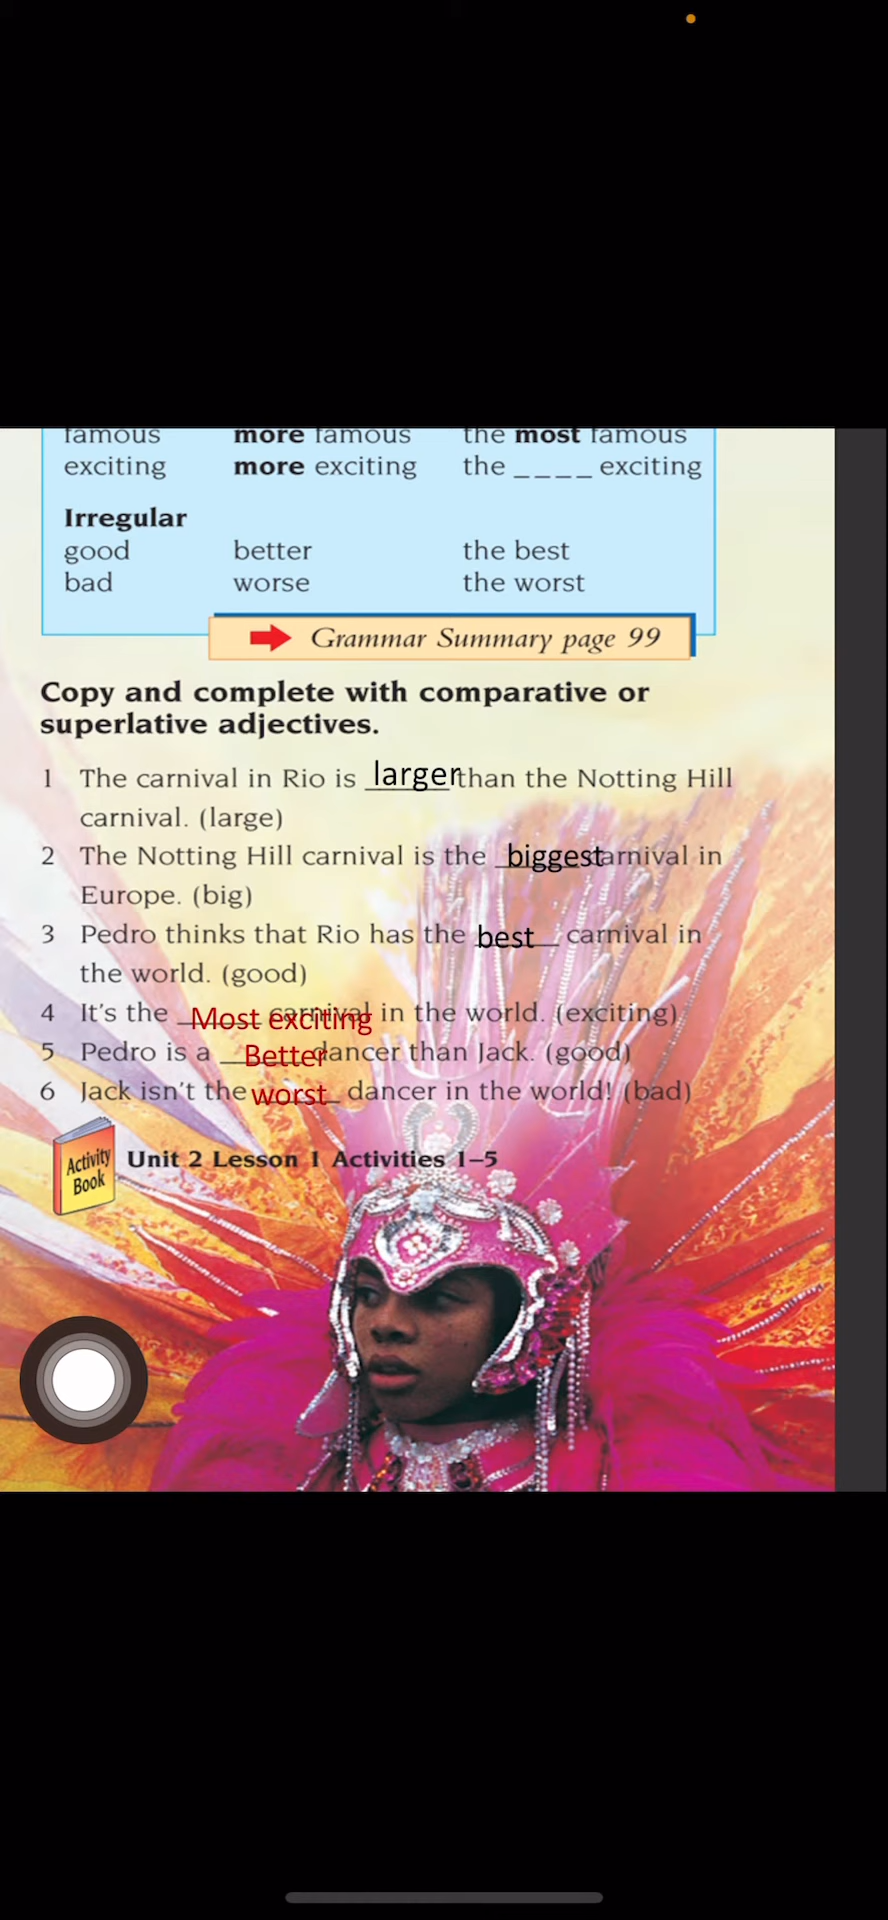 famous more famous the most famous
exciting more exciting the ____ exciting
Irregular
good better the best
bad worse the worst
Grammar Summary page 99
Copy and complete with comparative or
superlative adjectives.
1 The carnival in Rio is larger than the Notting Hill
carnival. (large)
2 The Notting Hill carnival is the biggest carnival in
Europe. (big)
3 Pedro thinks that Rio has the best carnival in
the world. (good)
4 It's the Most exciting carnival in the world. (exciting)
5 Pedro is a Better dancer than Jack. (good)
6 Jack isn't the worst dancer in the world! (bad)
Activity
Book
Unit 2 Lesson 1 Activities 1–5